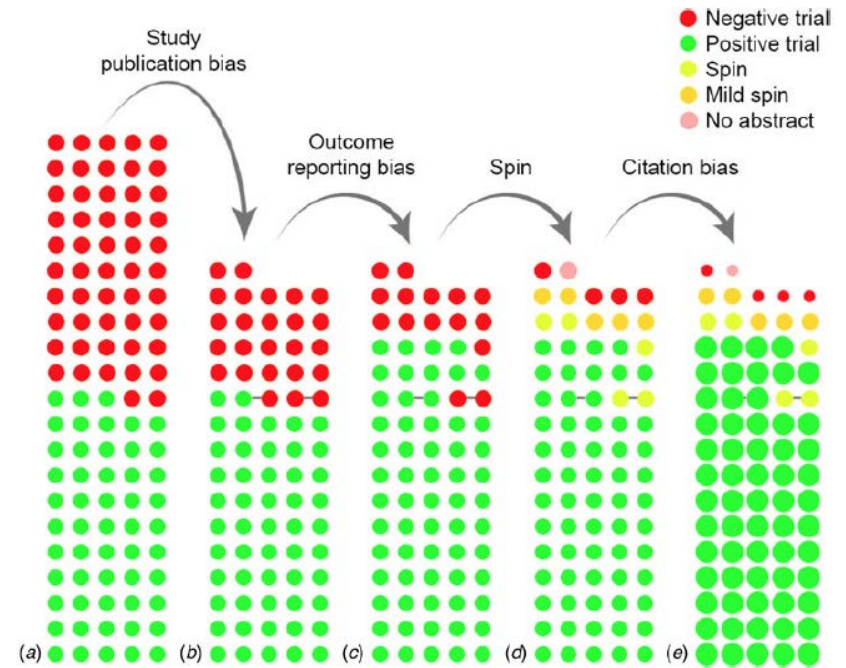 Negative trial
Positive trial
Spin
Mild spin
No abstract
Study
publication bias
Outcome
reporting bias
Spin
Citation bias
(a)
(b)
(c)
(d)
(e)